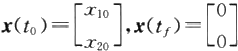 x(t₀) = [x₁₀ x₂₀], x(t_f) = [0 0]